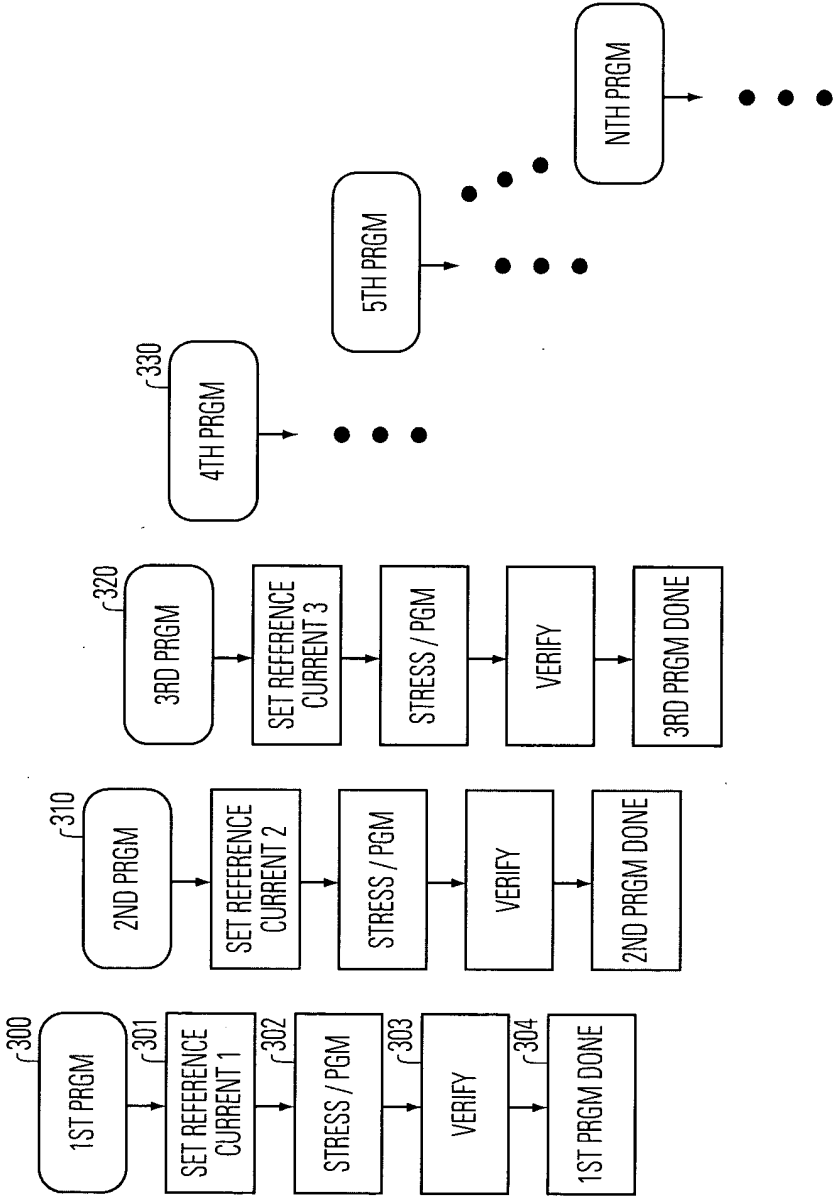 300
1ST PRGM
301
SET REFERENCE
CURRENT 1
302
STRESS / PGM
303
VERIFY
304
1ST PRGM DONE
310
2ND PRGM
SET REFERENCE
CURRENT 2
STRESS / PGM
VERIFY
2ND PRGM DONE
320
3RD PRGM
SET REFERENCE
CURRENT 3
STRESS / PGM
VERIFY
3RD PRGM DONE
330
4TH PRGM
5TH PRGM
NTH PRGM